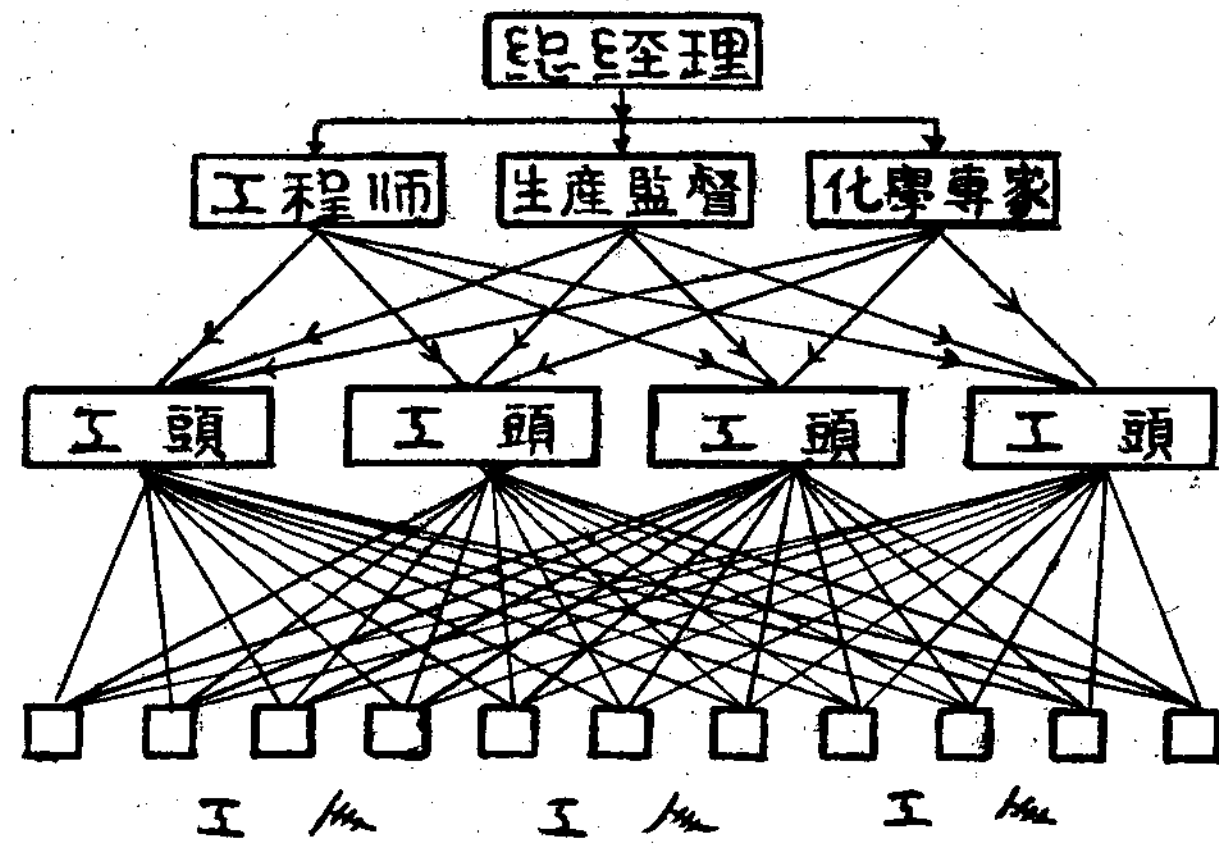 總經理
工程师 生産監督 化學專家
工頭 工頭 工頭 工頭
工 工 工